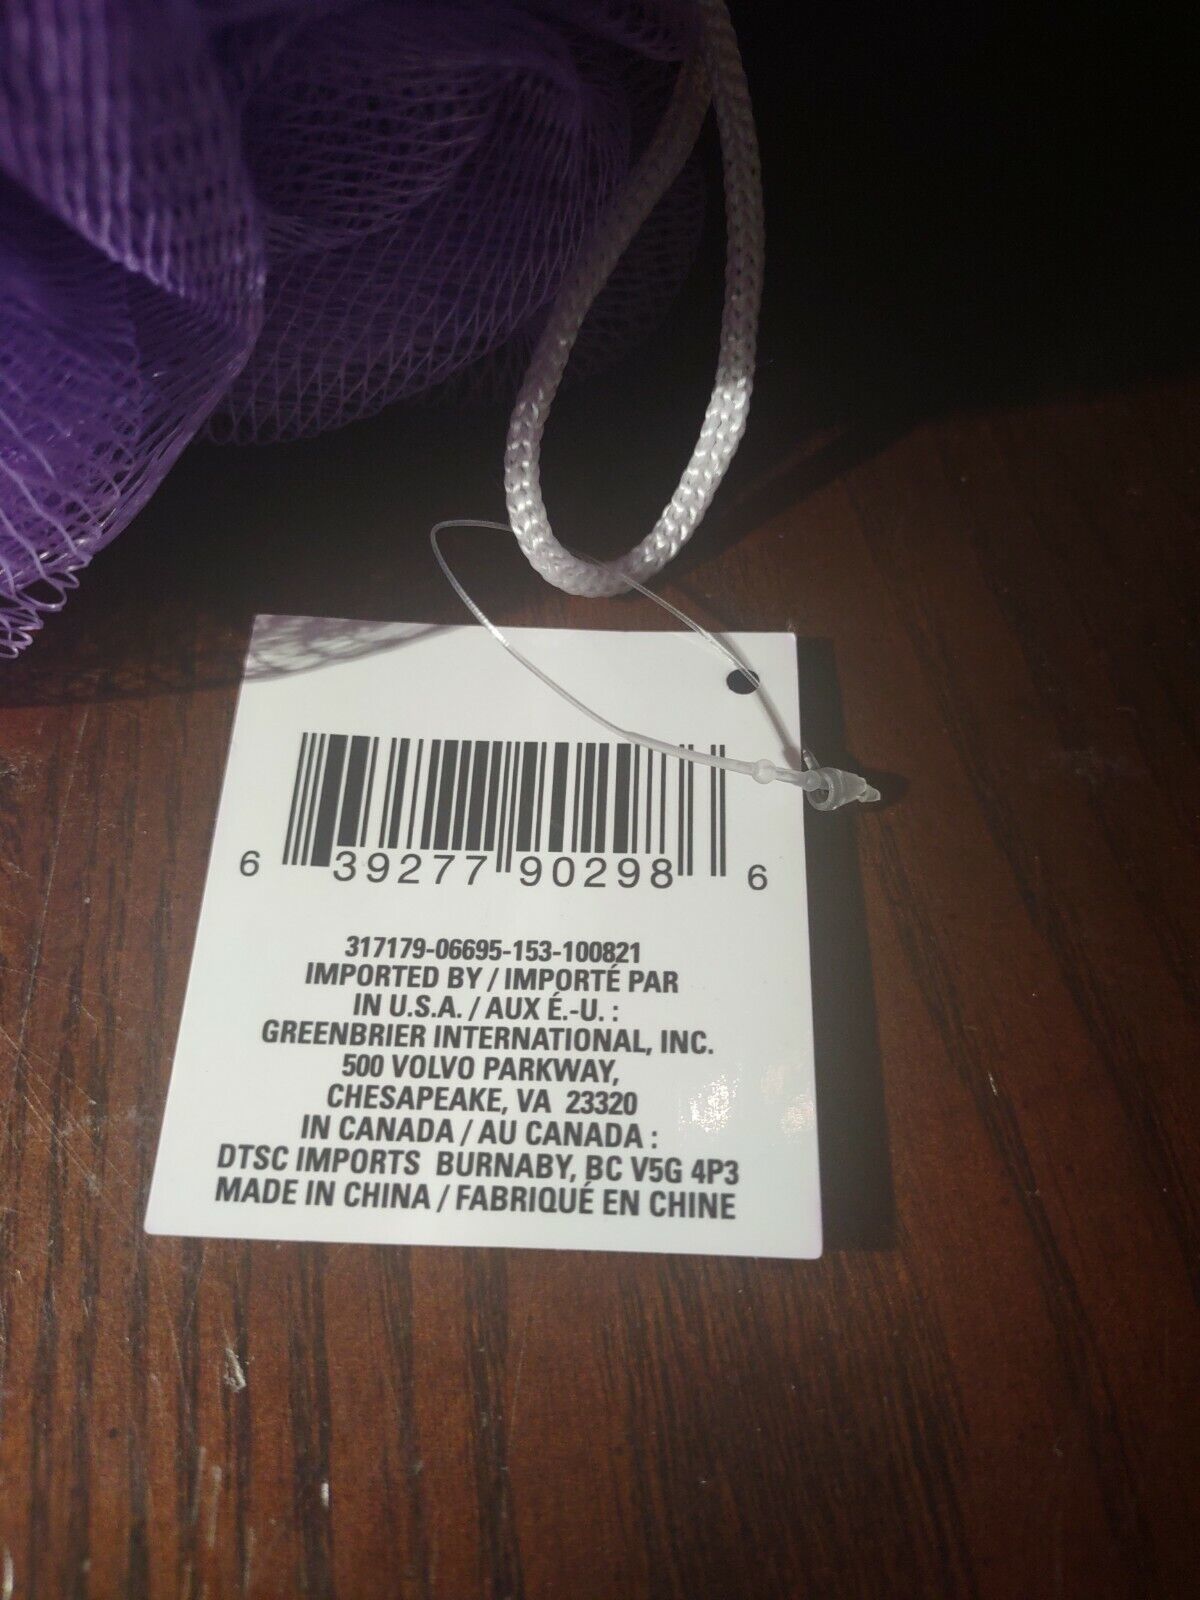 6 39277 90298 6
317179-06695-153-100821
IMPORTED BY / IMPORTÉ PAR
IN U.S.A. / AUX É.-U. :
GREENBRIER INTERNATIONAL, INC.
500 VOLVO PARKWAY,
CHESAPEAKE, VA 23320
IN CANADA / AU CANADA :
DTSC IMPORTS BURNABY, BC V5G 4P3
MADE IN CHINA / FABRIQUÉ EN CHINE